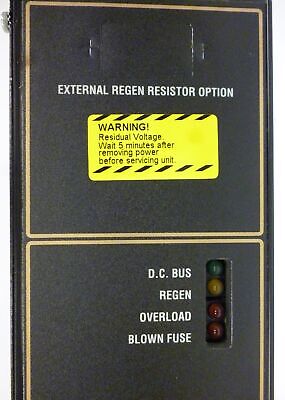 EXTERNAL REGEN RESISTOR OPTION
WARNING!
Residual Voltage.
Wait 5 minutes after
removing power
before servicing unit.
D.C. BUS
REGEN
OVERLOAD
BLOWN FUSE